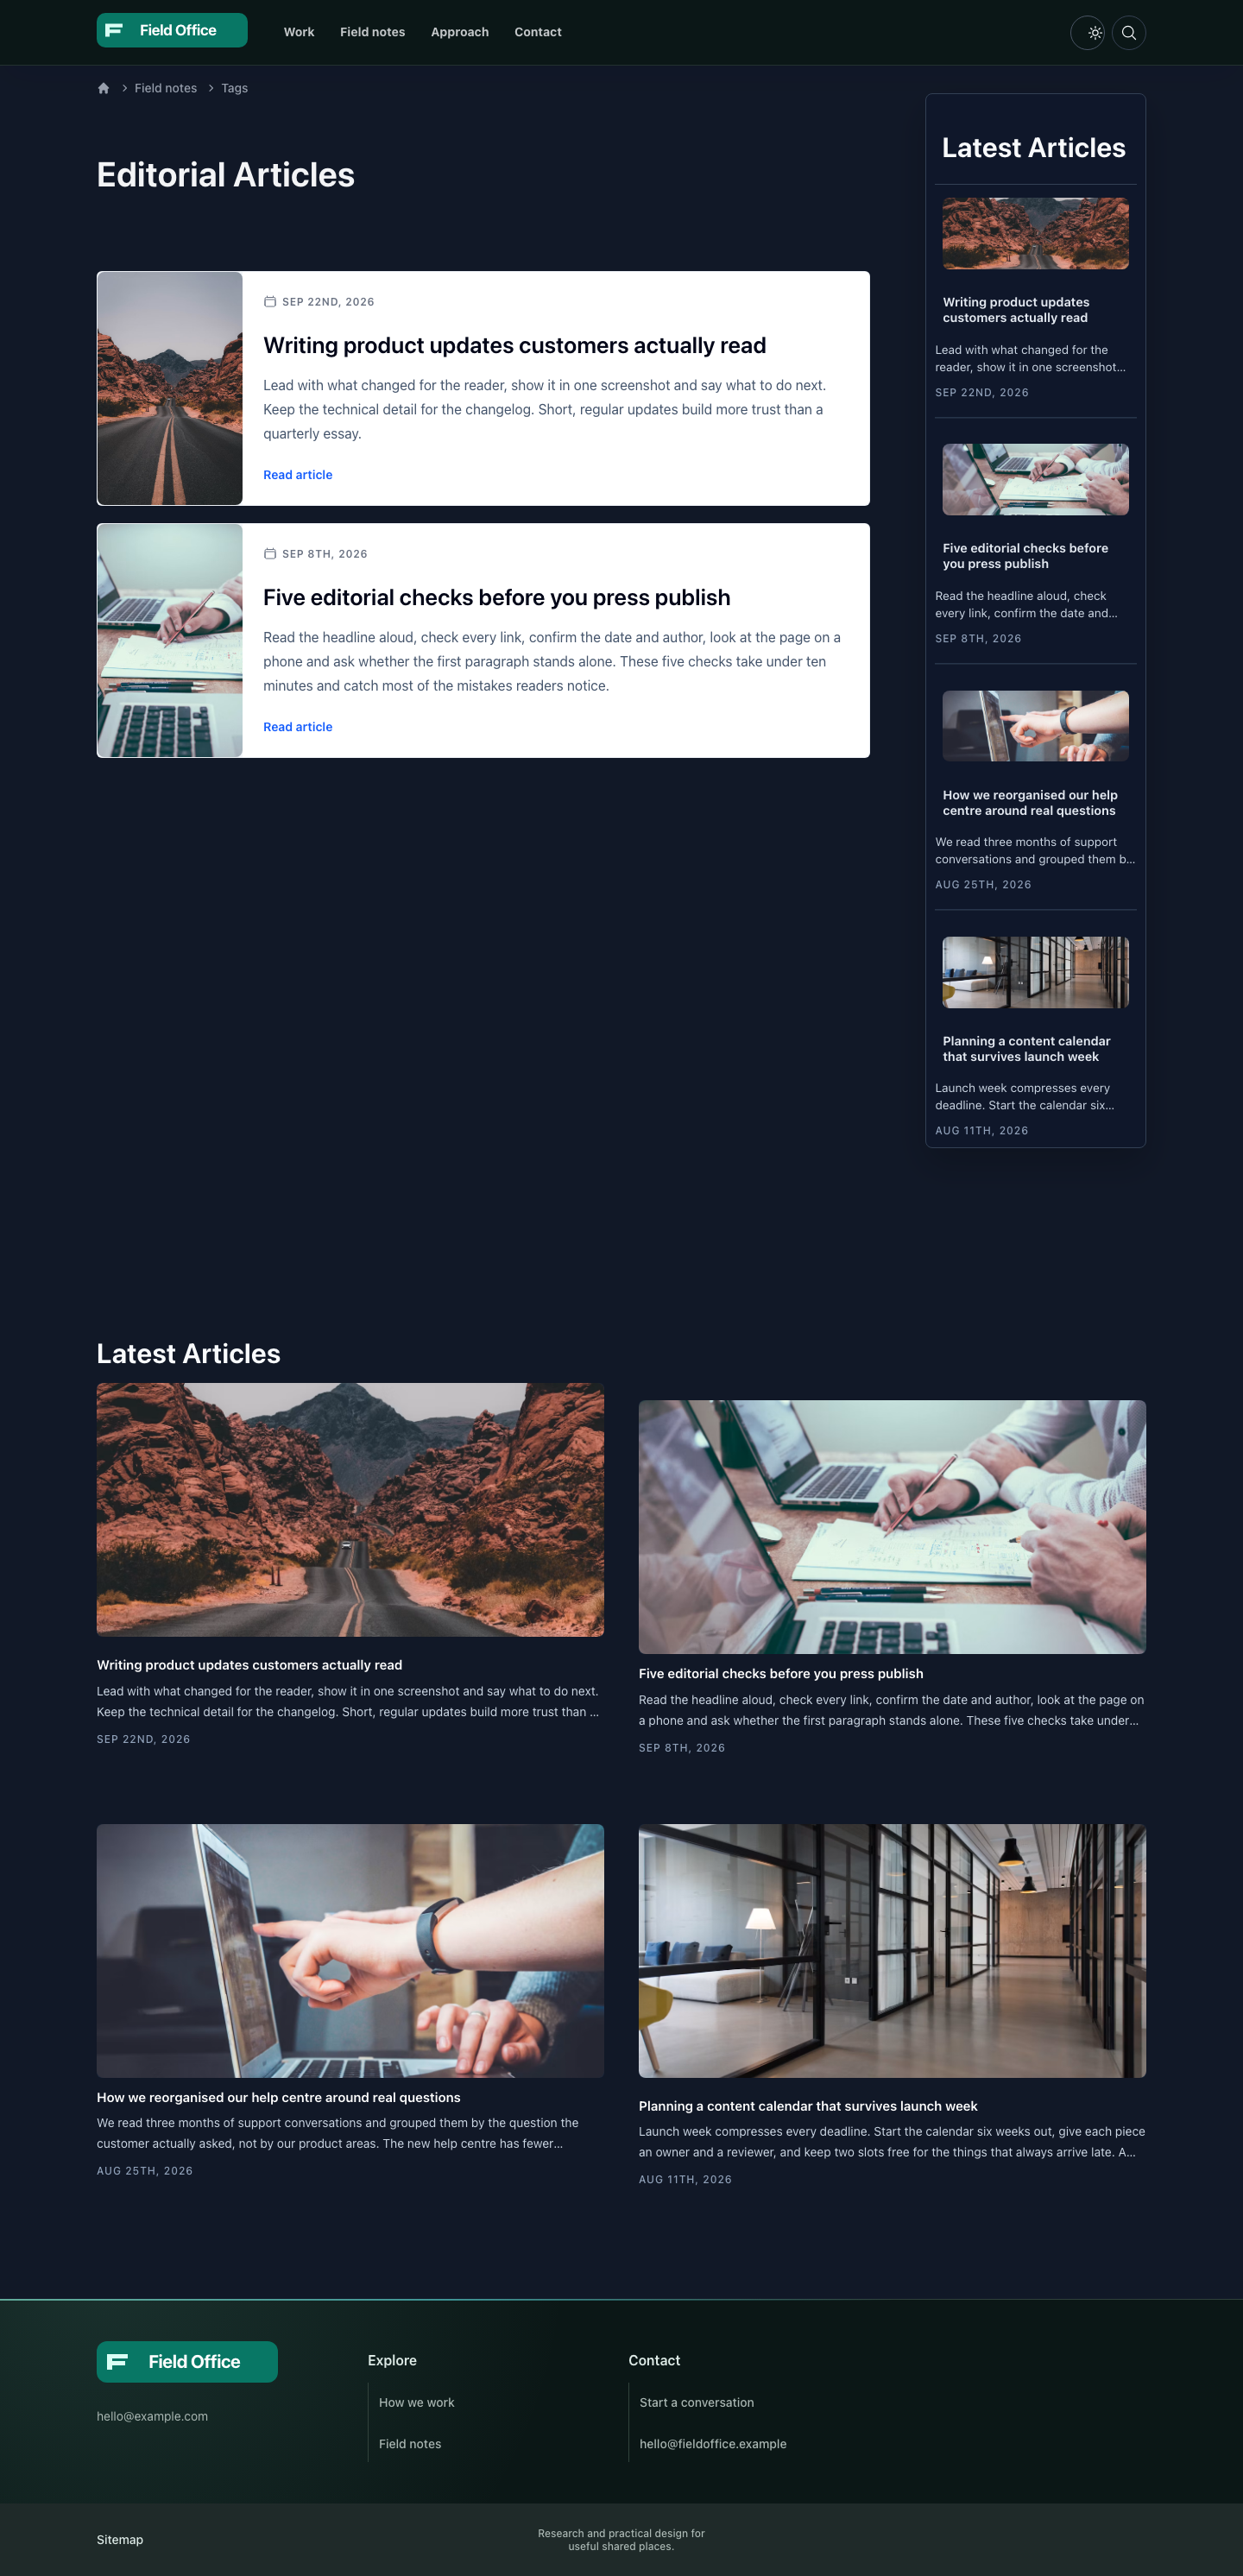 Field Office
Work
Field notes
Approach
Contact
Field notes
Tags
Editorial Articles
SEP 22ND, 2026
Writing product updates customers actually read
Lead with what changed for the reader, show it in one screenshot and say what to do next.
Keep the technical detail for the changelog. Short, regular updates build more trust than a
quarterly essay.
Read article
SEP 8TH, 2026
Five editorial checks before you press publish
Read the headline aloud, check every link, confirm the date and author, look at the page on a
phone and ask whether the first paragraph stands alone. These five checks take under ten
minutes and catch most of the mistakes readers notice.
Read article
Latest Articles
Writing product updates
customers actually read
Lead with what changed for the
reader, show it in one screenshot...
SEP 22ND, 2026
Five editorial checks before
you press publish
Read the headline aloud, check
every link, confirm the date and...
SEP 8TH, 2026
How we reorganised our help
centre around real questions
We read three months of support
conversations and grouped them b...
AUG 25TH, 2026
Planning a content calendar
that survives launch week
Launch week compresses every
deadline. Start the calendar six...
AUG 11TH, 2026
Latest Articles
Writing product updates customers actually read
Lead with what changed for the reader, show it in one screenshot and say what to do next.
Keep the technical detail for the changelog. Short, regular updates build more trust than ...
SEP 22ND, 2026
Five editorial checks before you press publish
Read the headline aloud, check every link, confirm the date and author, look at the page on
a phone and ask whether the first paragraph stands alone. These five checks take under...
SEP 8TH, 2026
How we reorganised our help centre around real questions
We read three months of support conversations and grouped them by the question the
customer actually asked, not by our product areas. The new help centre has fewer...
AUG 25TH, 2026
Planning a content calendar that survives launch week
Launch week compresses every deadline. Start the calendar six weeks out, give each piece
an owner and a reviewer, and keep two slots free for the things that always arrive late. A...
AUG 11TH, 2026
Field Office
hello@example.com
Explore
How we work
Field notes
Contact
Start a conversation
hello@fieldoffice.example
Sitemap
Research and practical design for
useful shared places.